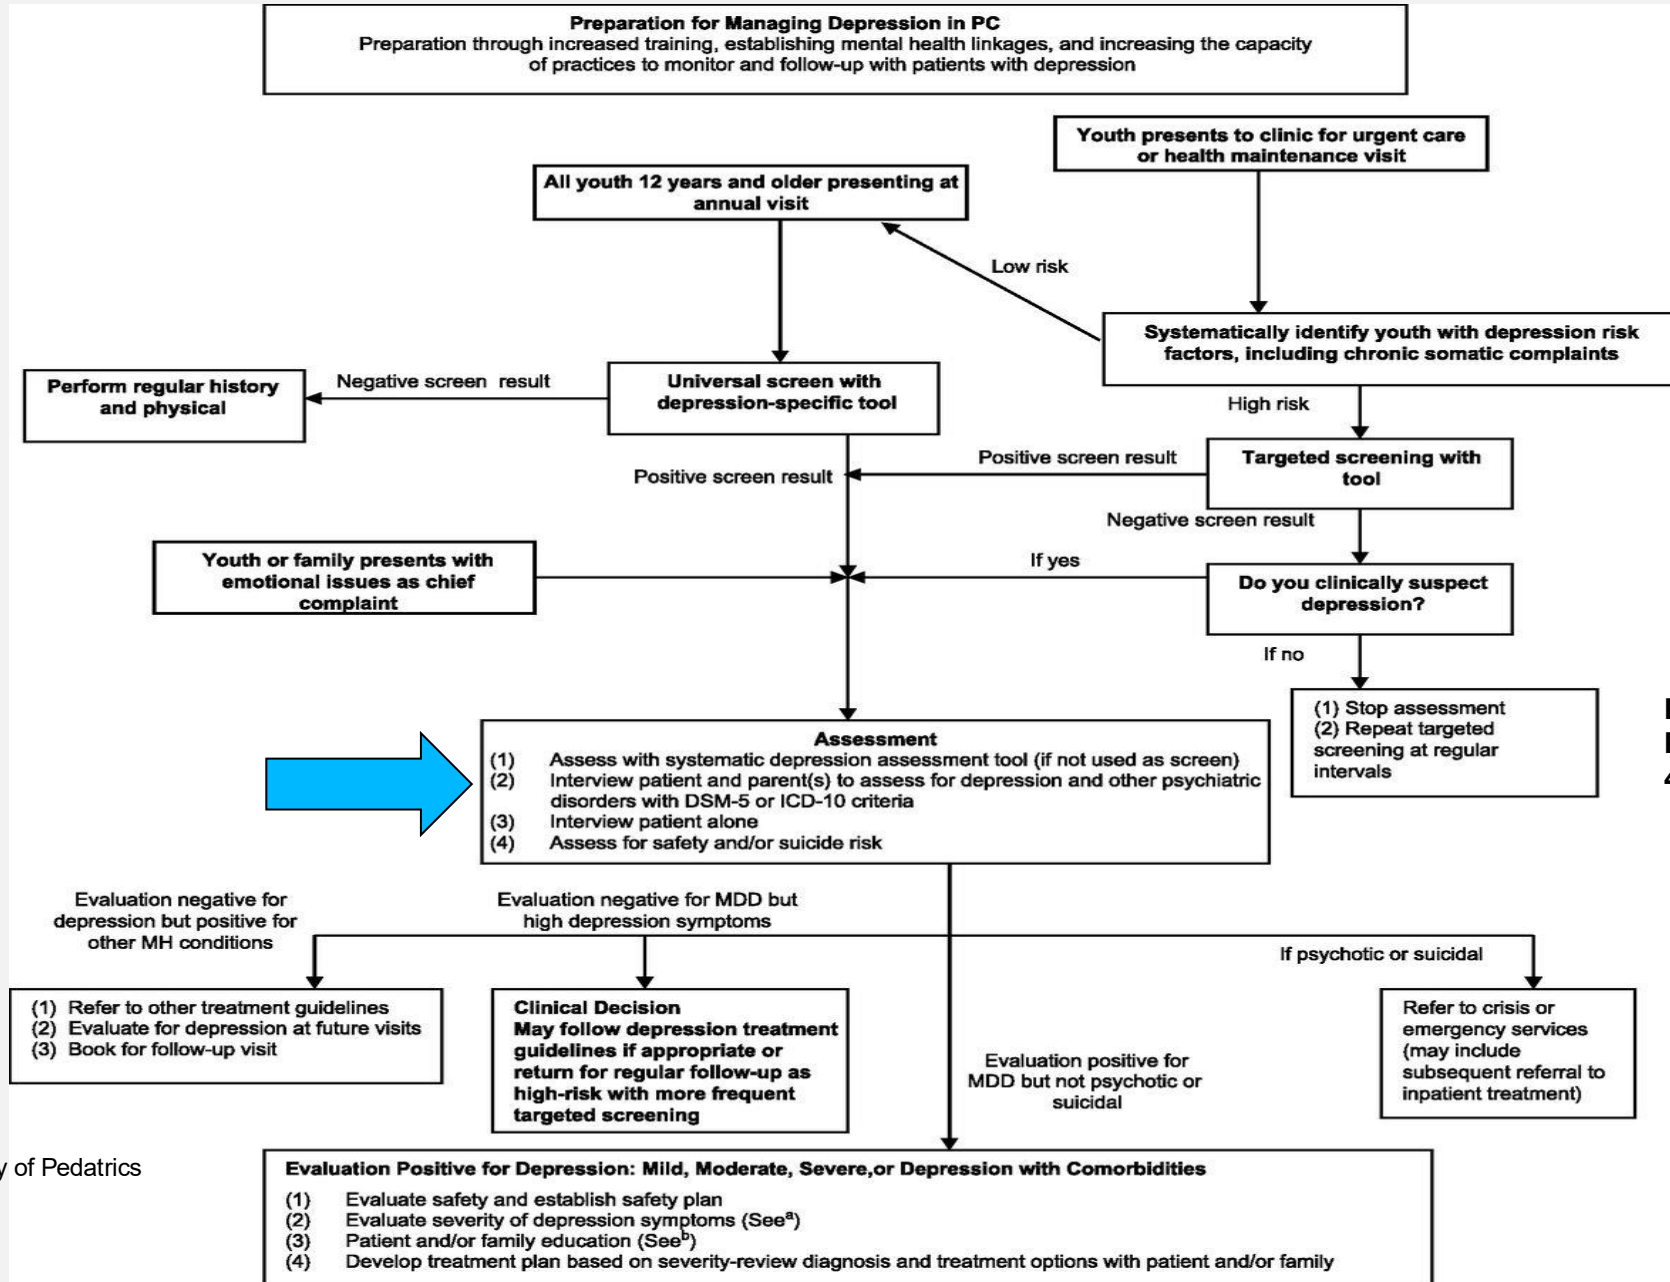 Preparation for Managing Depression in PC
Preparation through increased training, establishing mental health linkages, and increasing the capacity
of practices to monitor and follow-up with patients with depression
Youth presents to clinic for urgent care
or health maintenance visit
All youth 12 years and older presenting at
annual visit
Low risk
Systematically identify youth with depression risk
factors, including chronic somatic complaints
Perform regular history
and physical
Negative screen result
Universal screen with
depression-specific tool
High risk
Positive screen result
Positive screen result
Targeted screening with
tool
Negative screen result
Youth or family presents with
emotional issues as chief
complaint
If yes
Do you clinically suspect
depression?
If no
(1) Stop assessment
(2) Repeat targeted
screening at regular
intervals
Assessment
(1) Assess with systematic depression assessment tool (if not used as screen)
(2) Interview patient and parent(s) to assess for depression and other psychiatric
disorders with DSM-5 or ICD-10 criteria
(3) Interview patient alone
(4) Assess for safety and/or suicide risk
Evaluation negative for
depression but positive for
other MH conditions
Evaluation negative for MDD but
high depression symptoms
If psychotic or suicidal
(1) Refer to other treatment guidelines
(2) Evaluate for depression at future visits
(3) Book for follow-up visit
Clinical Decision
May follow depression treatment
guidelines if appropriate or
return for regular follow-up as
high-risk with more frequent
targeted screening
Evaluation positive for
MDD but not psychotic or
suicidal
Refer to crisis or
emergency services
(may include
subsequent referral to
inpatient treatment)
y of Pedatrics
Evaluation Positive for Depression: Mild, Moderate, Severe,or Depression with Comorbidities
(1) Evaluate safety and establish safety plan
(2) Evaluate severity of depression symptoms (See a)
(3) Patient and/or family education (See b)
(4) Develop treatment plan based on severity-review diagnosis and treatment options with patient and/or family